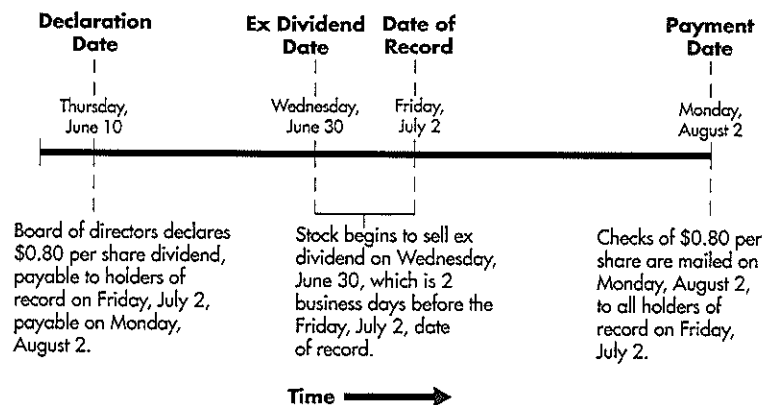 Declaration
Date
Ex Dividend
Date
Date of
Record
Payment
Date
Thursday,
June 10
Wednesday,
June 30
Friday,
July 2
Monday,
August 2
Board of directors declares
$0.80 per share dividend,
payable to holders of
record on Friday, July 2,
payable on Monday,
August 2.
Stock begins to sell ex
dividend on Wednesday,
June 30, which is 2
business days before the
Friday, July 2, date
of record.
Checks of $0.80 per
share are mailed on
Monday, August 2,
to all holders of
record on Friday,
July 2.
Time